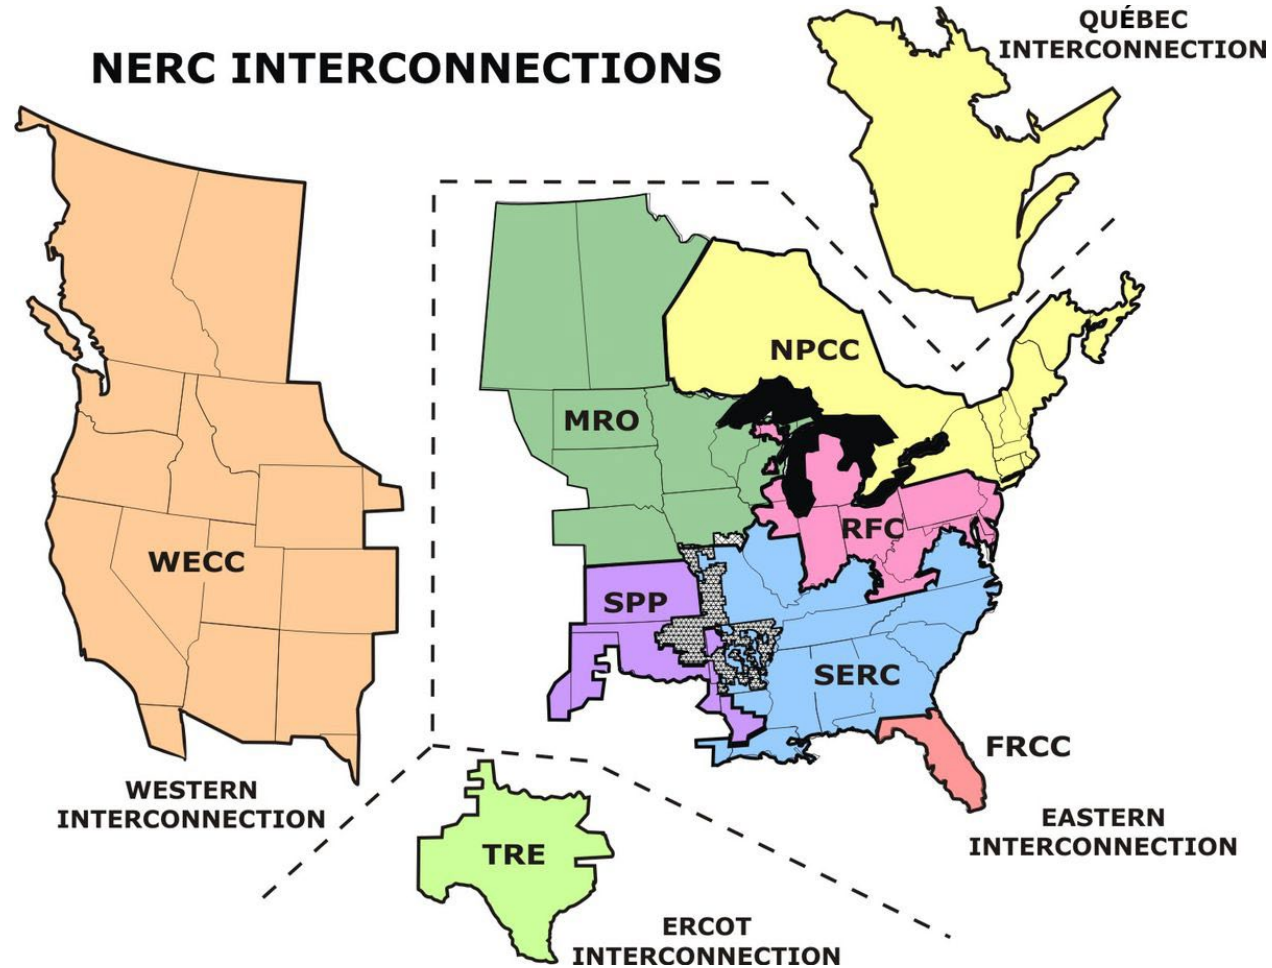 QUÉBEC
INTERCONNECTION
NERC INTERCONNECTIONS
NPCC
MRO
RFC
WECC
SPP
SERC
FRCC
WESTERN
INTERCONNECTION
EASTERN
INTERCONNECTION
TRE
ERCOT
INTERCONNECTION